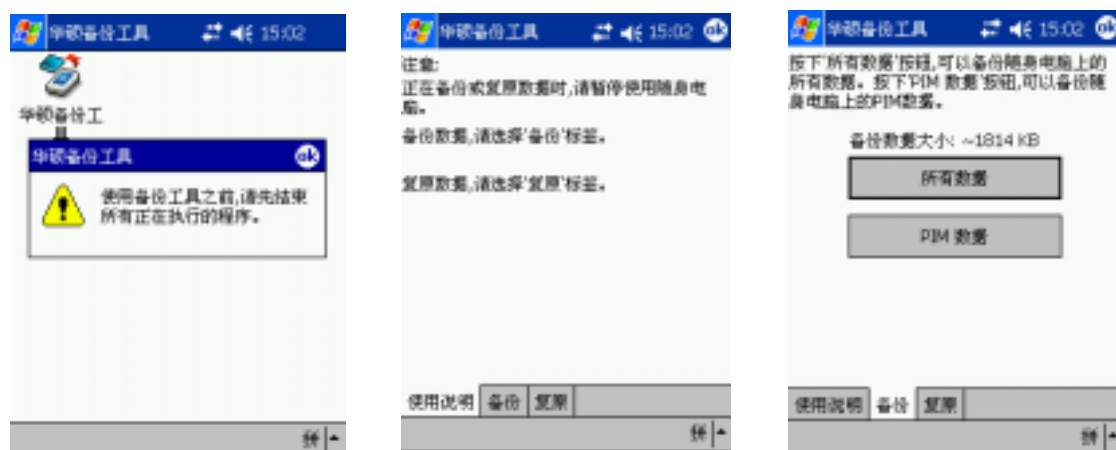 华硕备份工具 15:02
华硕备份工
华硕备份工具 ok
使用备份工具之前,请先结束
所有正在执行的程序。
拼
华硕备份工具 15:02 ok
注意:
正在备份或复原数据时,请暂停使用随身电
脑。
备份数据,请选择'备份'标签。
复原数据,请选择'复原'标签。
使用说明 备份 复原
拼
华硕备份工具 15:02 ok
按下'所有数据'按钮,可以备份随身电脑上的
所有数据。按下'PIM 数据'按钮,可以备份随
身电脑上的PIM数据。
备份数据大小: ~1814 KB
所有数据
PIM 数据
使用说明 备份 复原
拼